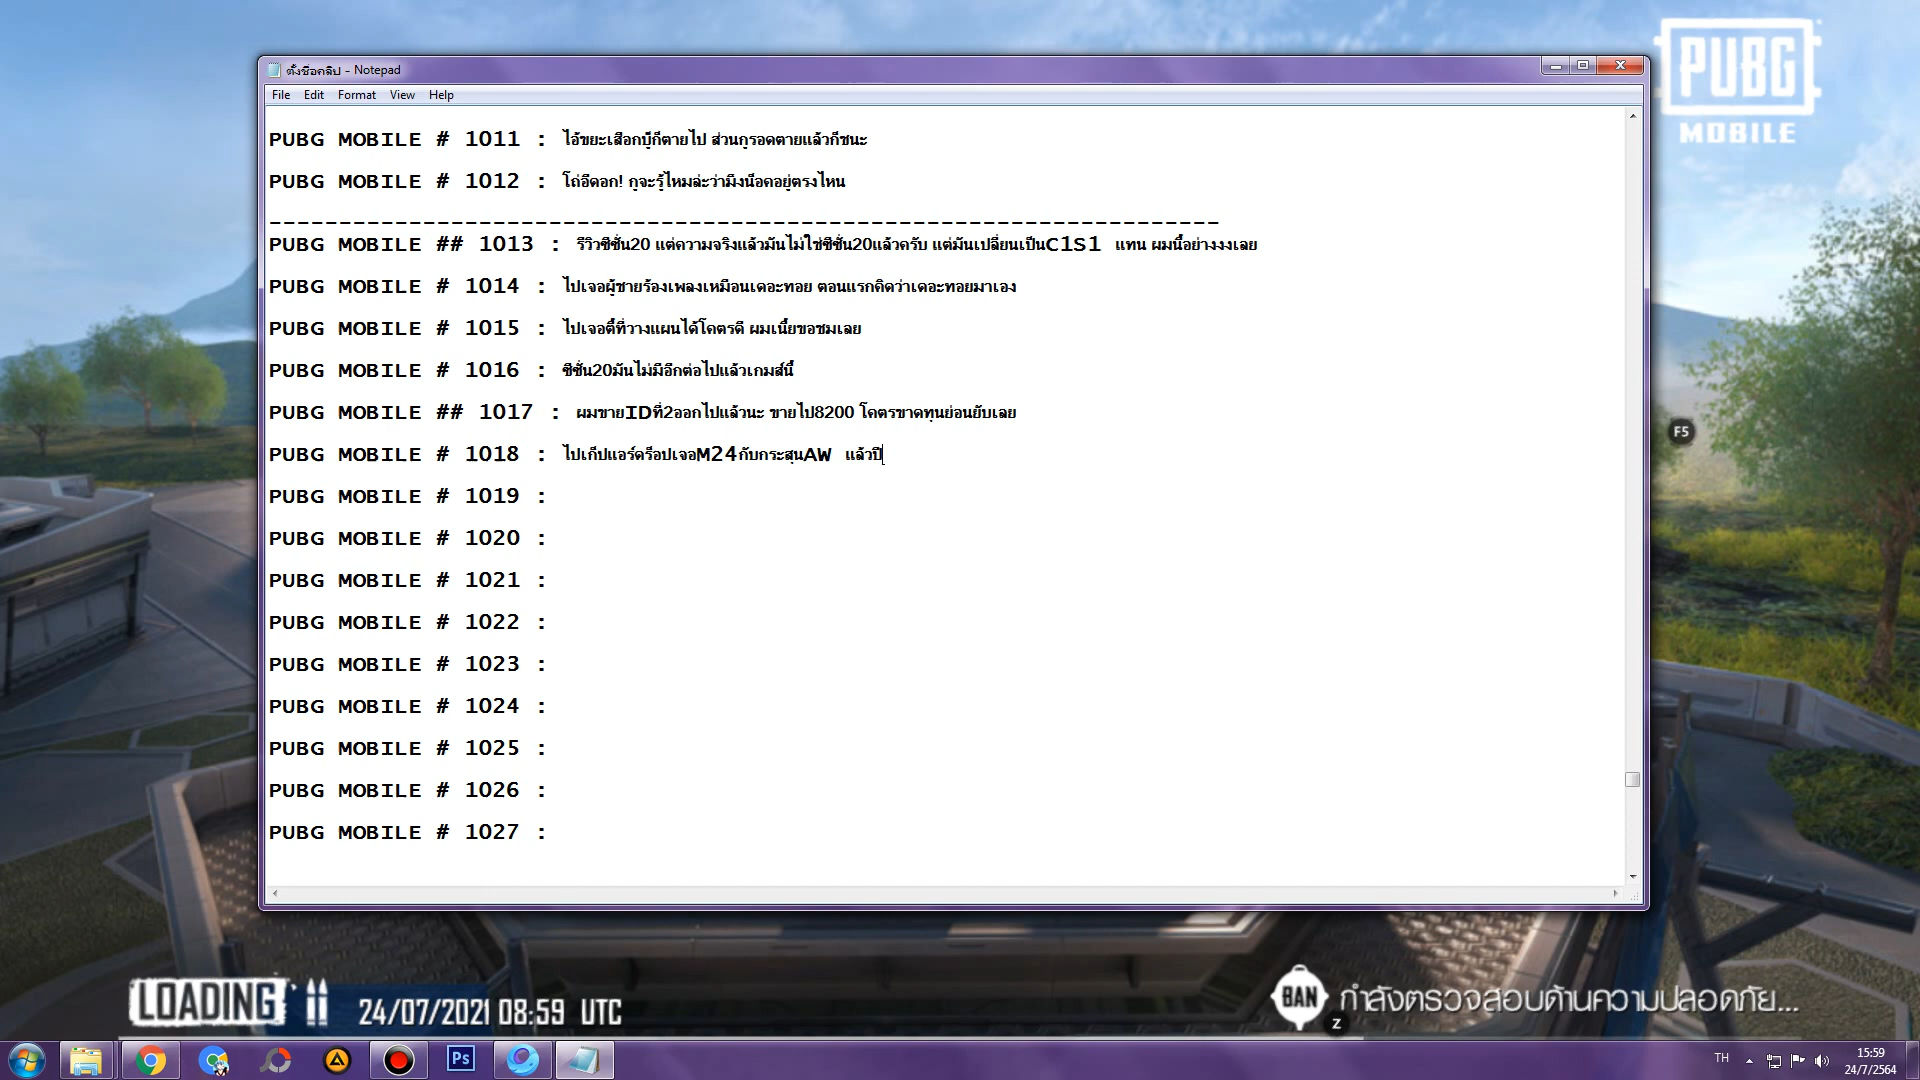 ตั้งชื่อคลิป - Notepad
PUBG MOBILE
File Edit Format View Help
PUBG MOBILE # 1011 : ไอ้ขยะเสือกบู๊ก็ตายไป ส่วนกูรอดตายแล้วก็ชนะ
PUBG MOBILE # 1012 : โถ่อีดอก! กูจะรู้ไหมล่ะว่ามึงน็อคอยู่ตรงไหน
____________________________________________________________________
PUBG MOBILE ## 1013 : รีวิวซีซั่น20 แต่ความจริงแล้วมันไม่ใช่ซีซั่น20แล้วครับ แต่มันเปลี่ยนเป็นC1S1 แทน ผมนี้อย่างงงเลย
PUBG MOBILE # 1014 : ไปเจอผู้ชายร้องเพลงเหมือนเดอะทอย ตอนแรกคิดว่าเดอะทอยมาเอง
PUBG MOBILE # 1015 : ไปเจอตี้ที่วางแผนได้โคตรดี ผมเนี้ยขอชมเลย
PUBG MOBILE # 1016 : ซีซั่น20มันไม่มีอีกต่อไปแล้วเกมส์นี้
PUBG MOBILE ## 1017 : ผมขายIDที่2ออกไปแล้วนะ ขายไป8200 โคตรขาดทุนย่อนยับเลย
PUBG MOBILE # 1018 : ไปเก็ปแอร์ดร็อปเจอM24กับกระสุนAW แล้วปี
PUBG MOBILE # 1019 :
PUBG MOBILE # 1020 :
PUBG MOBILE # 1021 :
PUBG MOBILE # 1022 :
PUBG MOBILE # 1023 :
PUBG MOBILE # 1024 :
PUBG MOBILE # 1025 :
PUBG MOBILE # 1026 :
PUBG MOBILE # 1027 :
F5
LOADING 24/07/2021 08:59 UTC
BAN กำลังตรวจสอบด้านความปลอดภัย...
Z
Ps
TH
15:59
24/7/2564